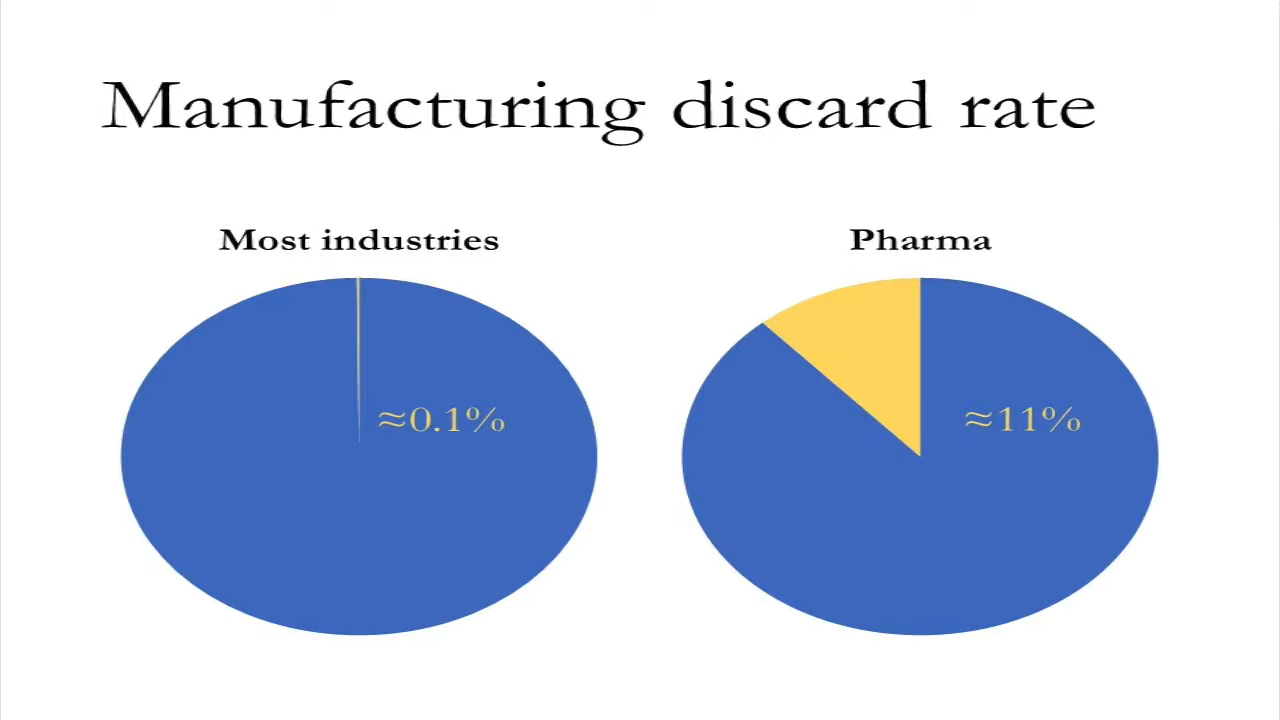 Manufacturing discard rate
Most industries
Pharma
≈0.1%
≈11%